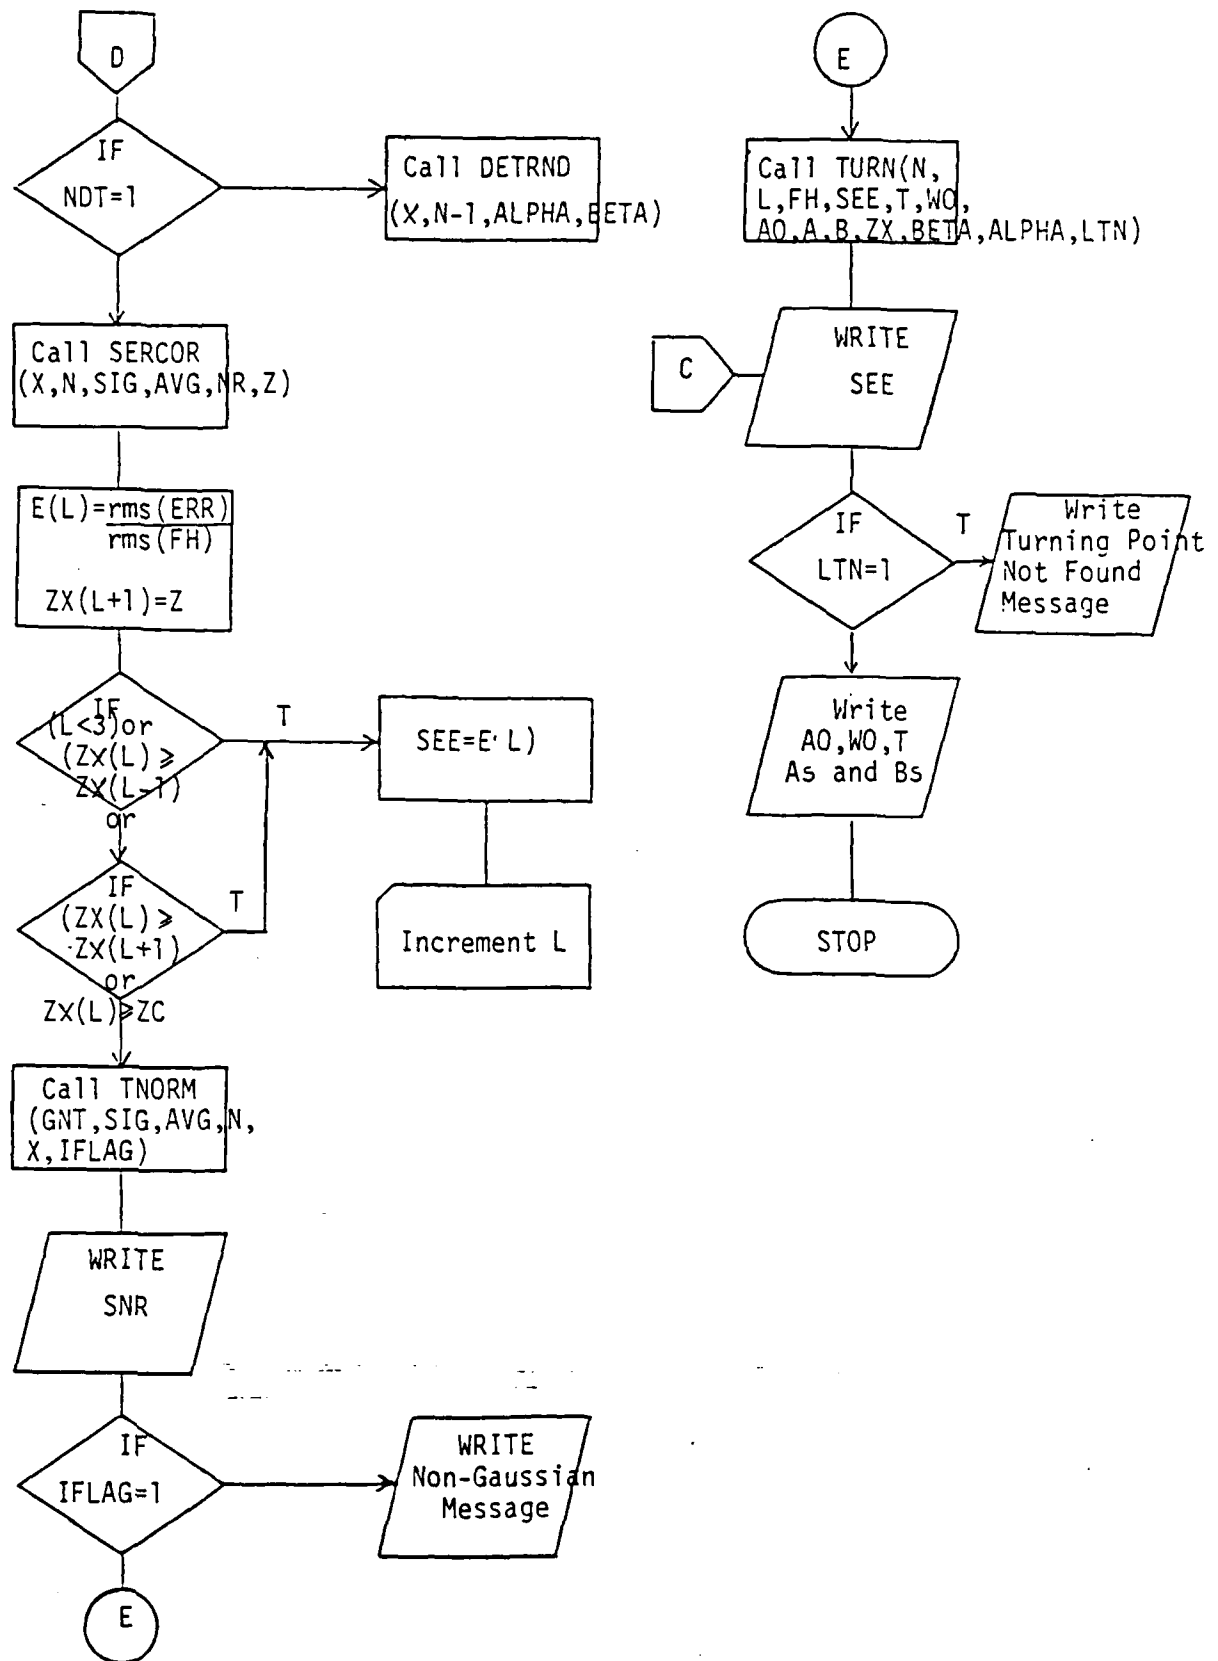 D
IF
NDT=1
Call DETRND
(X,N-1,ALPHA,BETA)
Call SERCOR
(X,N,SIG,AVG,NR,Z)
E(L)=rms(ERR)
rms(FH)
ZX(L+1)=Z
IF
(L<3)or
(ZX(L) ⩾
ZX(L-1)
or
T
SEE=E(L)
IF
(ZX(L) ⩾
ZX(L+1)
or
ZX(L)⩾ZC
T
Increment L
Call TNORM
(GNT,SIG,AVG,N,
X,IFLAG)
WRITE
SNR
IF
IFLAG=1
WRITE
Non-Gaussian
Message
E
E
Call TURN(N,
L,FH,SEE,T,WO,
AO,A,B,ZX,BETA,ALPHA,LTN)
WRITE
SEE
C
IF
LTN=1
T
Write
Turning Point
Not Found
Message
Write
AO,WO,T
As and Bs
STOP